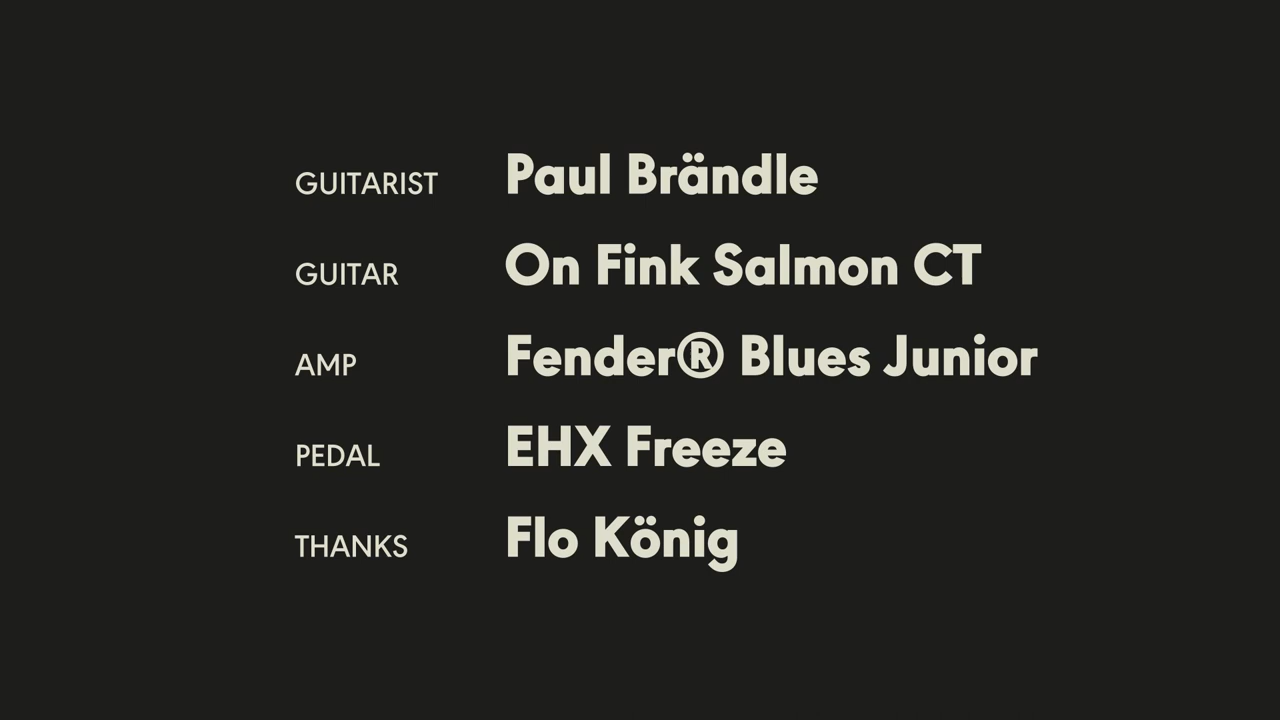 GUITARIST Paul Brändle
GUITAR On Fink Salmon CT
AMP Fender® Blues Junior
PEDAL EHX Freeze
THANKS Flo König